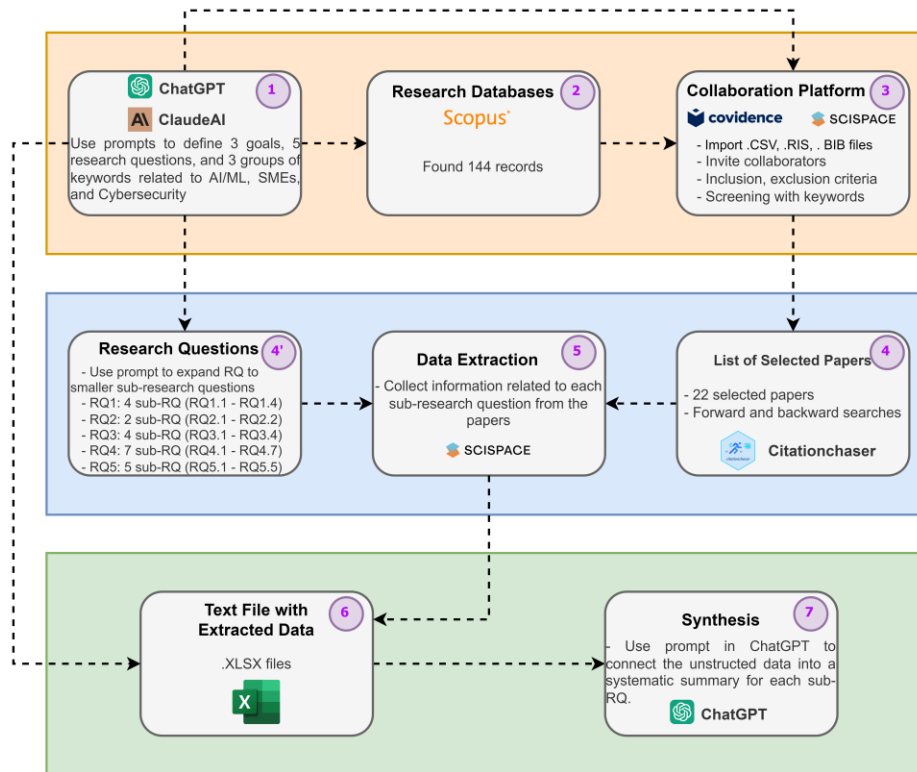 ChatGPT
1
ClaudeAI
Use prompts to define 3 goals, 5
research questions, and 3 groups of
keywords related to AI/ML, SMEs,
and Cybersecurity
Research Databases
2
Scopus
Found 144 records
Collaboration Platform
3
covidence
SCISPACE
- Import .CSV, .RIS, . BIB files
- Invite collaborators
- Inclusion, exclusion criteria
- Screening with keywords
Research Questions
4'
- Use prompt to expand RQ to
smaller sub-research questions
- RQ1: 4 sub-RQ (RQ1.1 - RQ1.4)
- RQ2: 2 sub-RQ (RQ2.1 - RQ2.2)
- RQ3: 4 sub-RQ (RQ3.1 - RQ3.4)
- RQ4: 7 sub-RQ (RQ4.1 - RQ4.7)
- RQ5: 5 sub-RQ (RQ5.1 - RQ5.5)
Data Extraction
5
- Collect information related to each
sub-research question from the
papers
SCISPACE
List of Selected Papers
4
- 22 selected papers
- Forward and backward searches
Citationchaser
Text File with
Extracted Data
6
.XLSX files
X
Synthesis
7
- Use prompt in ChatGPT to
connect the unstructed data into a
systematic summary for each sub-
RQ.
ChatGPT